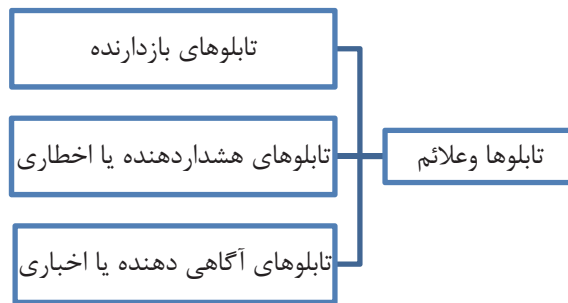 تابلوهای بازدارنده
تابلوها وعلائم
تابلوهای هشداردهنده یا اخطاری
تابلوهای آگاهی دهنده یا اخباری